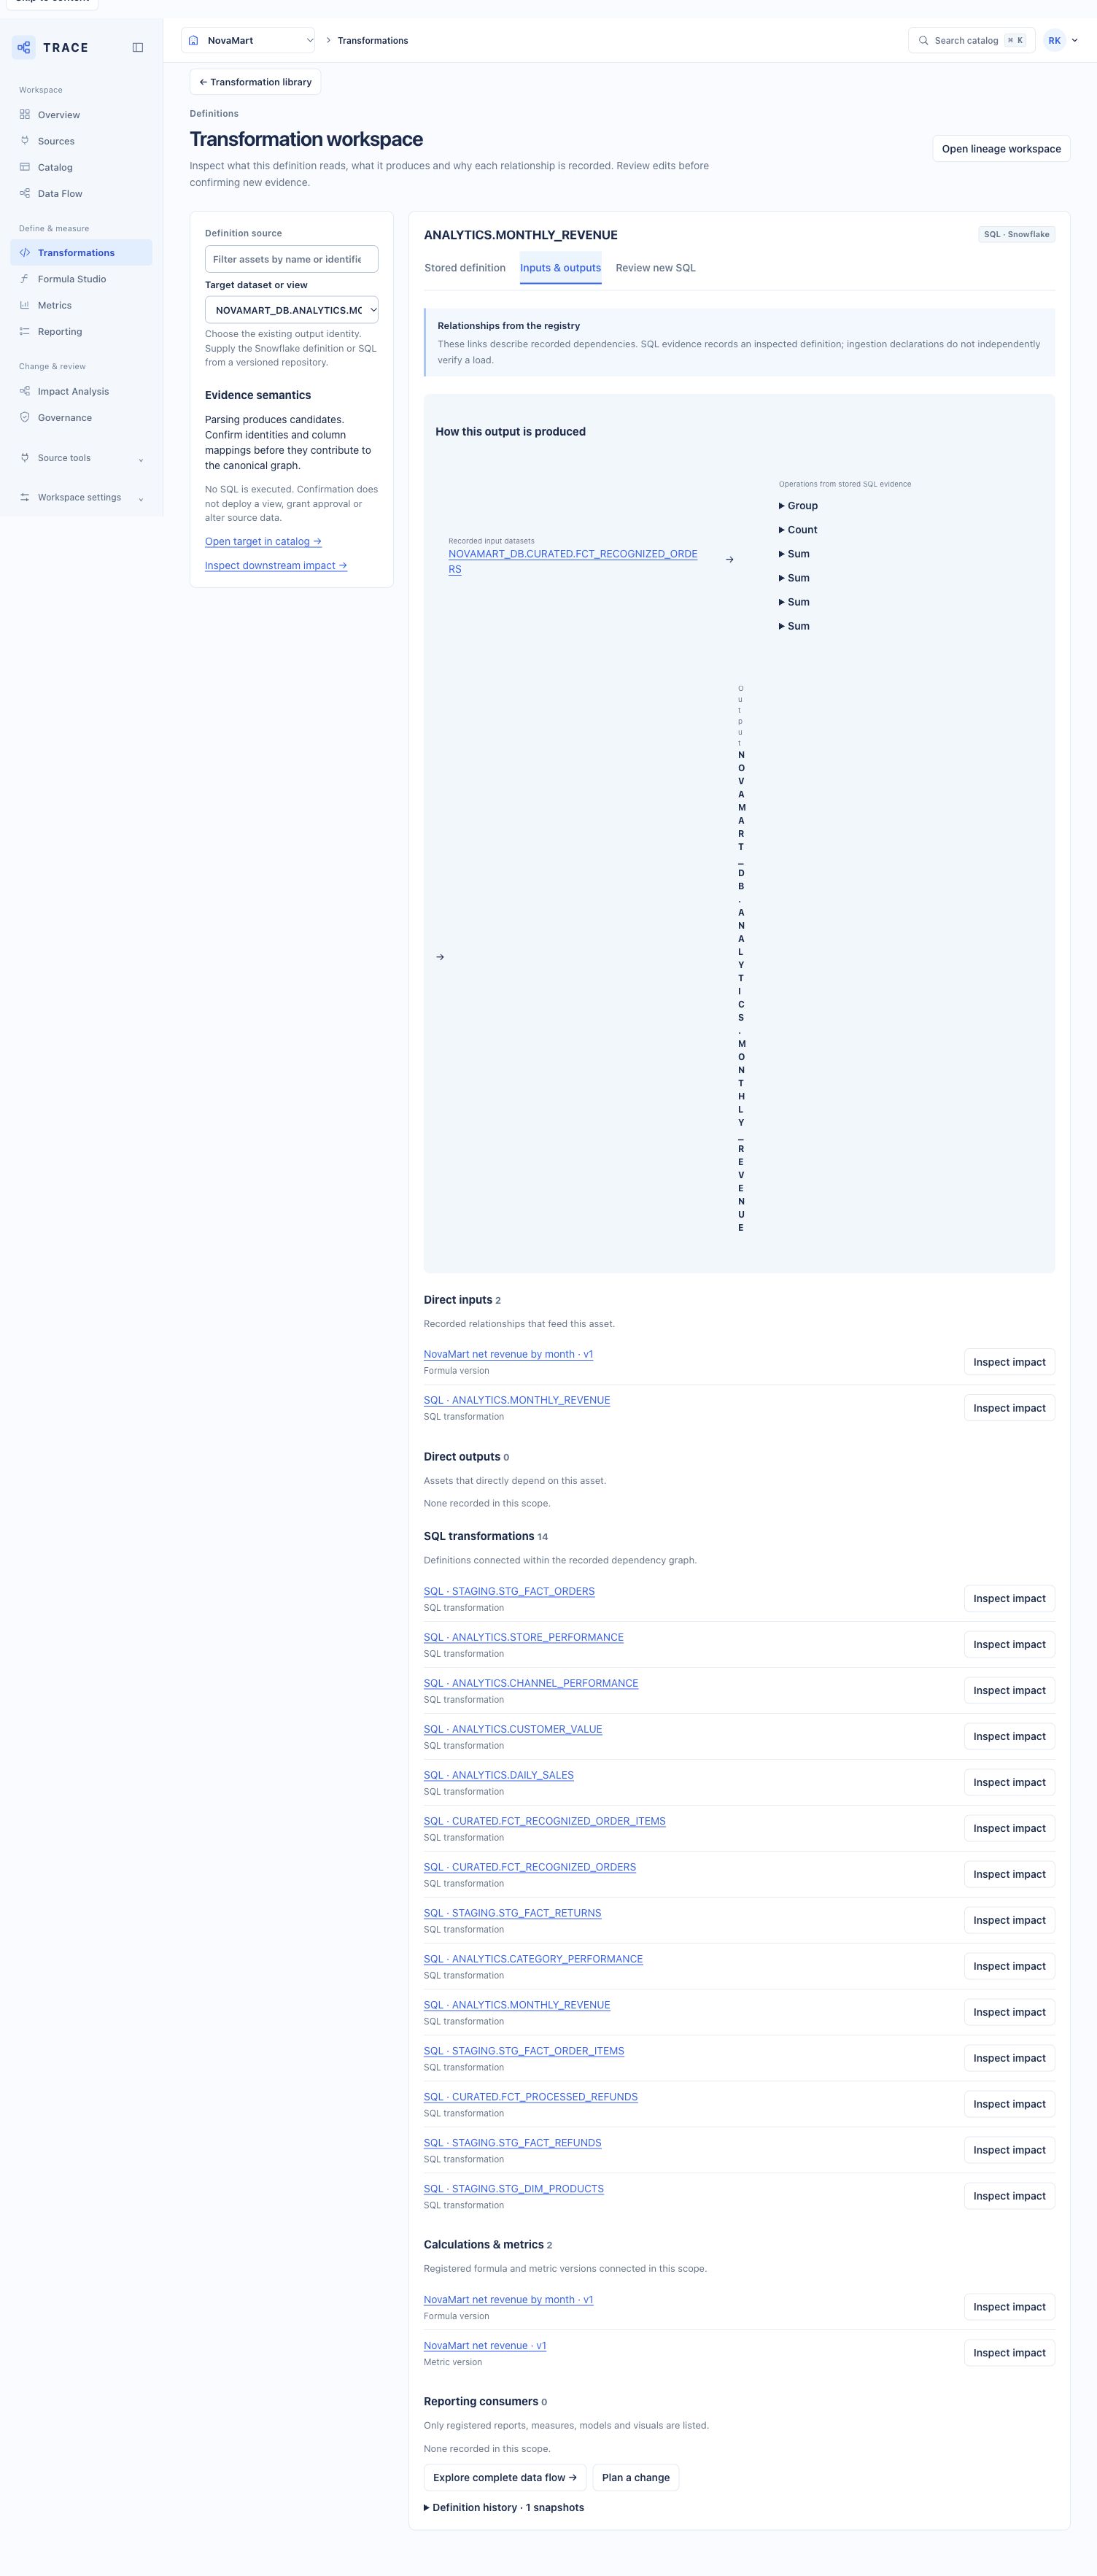 Skip to content
TRACE
NovaMart
Transformations
Search catalog ⌘ K
RK
Workspace
Overview
Sources
Catalog
Data Flow
Define & measure
Transformations
Formula Studio
Metrics
Reporting
Change & review
Impact Analysis
Governance
Source tools
Workspace settings
← Transformation library
Definitions
Transformation workspace
Inspect what this definition reads, what it produces and why each relationship is recorded. Review edits before
confirming new evidence.
Open lineage workspace
Definition source
Filter assets by name or identifie
Target dataset or view
NOVAMART_DB.ANALYTICS.MC
Choose the existing output identity.
Supply the Snowflake definition or SQL
from a versioned repository.
Evidence semantics
Parsing produces candidates.
Confirm identities and column
mappings before they contribute to
the canonical graph.
No SQL is executed. Confirmation does
not deploy a view, grant approval or
alter source data.
Open target in catalog →
Inspect downstream impact →
ANALYTICS.MONTHLY_REVENUE
SQL · Snowflake
Stored definition
Inputs & outputs
Review new SQL
Relationships from the registry
These links describe recorded dependencies. SQL evidence records an inspected definition; ingestion declarations do not independently
verify a load.
How this output is produced
Recorded input datasets
NOVAMART_DB.CURATED.FCT_RECOGNIZED_ORDE
RS
→
Operations from stored SQL evidence
▶ Group
▶ Count
▶ Sum
▶ Sum
▶ Sum
▶ Sum
→
Output
NOVAMART_DB.ANALYTICS.MONTHLY_REVENUE
Direct inputs 2
Recorded relationships that feed this asset.
NovaMart net revenue by month · v1
Formula version
Inspect impact
SQL · ANALYTICS.MONTHLY_REVENUE
SQL transformation
Inspect impact
Direct outputs 0
Assets that directly depend on this asset.
None recorded in this scope.
SQL transformations 14
Definitions connected within the recorded dependency graph.
SQL · STAGING.STG_FACT_ORDERS
SQL transformation
Inspect impact
SQL · ANALYTICS.STORE_PERFORMANCE
SQL transformation
Inspect impact
SQL · ANALYTICS.CHANNEL_PERFORMANCE
SQL transformation
Inspect impact
SQL · ANALYTICS.CUSTOMER_VALUE
SQL transformation
Inspect impact
SQL · ANALYTICS.DAILY_SALES
SQL transformation
Inspect impact
SQL · CURATED.FCT_RECOGNIZED_ORDER_ITEMS
SQL transformation
Inspect impact
SQL · CURATED.FCT_RECOGNIZED_ORDERS
SQL transformation
Inspect impact
SQL · STAGING.STG_FACT_RETURNS
SQL transformation
Inspect impact
SQL · ANALYTICS.CATEGORY_PERFORMANCE
SQL transformation
Inspect impact
SQL · ANALYTICS.MONTHLY_REVENUE
SQL transformation
Inspect impact
SQL · STAGING.STG_FACT_ORDER_ITEMS
SQL transformation
Inspect impact
SQL · CURATED.FCT_PROCESSED_REFUNDS
SQL transformation
Inspect impact
SQL · STAGING.STG_FACT_REFUNDS
SQL transformation
Inspect impact
SQL · STAGING.STG_DIM_PRODUCTS
SQL transformation
Inspect impact
Calculations & metrics 2
Registered formula and metric versions connected in this scope.
NovaMart net revenue by month · v1
Formula version
Inspect impact
NovaMart net revenue · v1
Metric version
Inspect impact
Reporting consumers 0
Only registered reports, measures, models and visuals are listed.
None recorded in this scope.
Explore complete data flow →
Plan a change
▶ Definition history · 1 snapshots